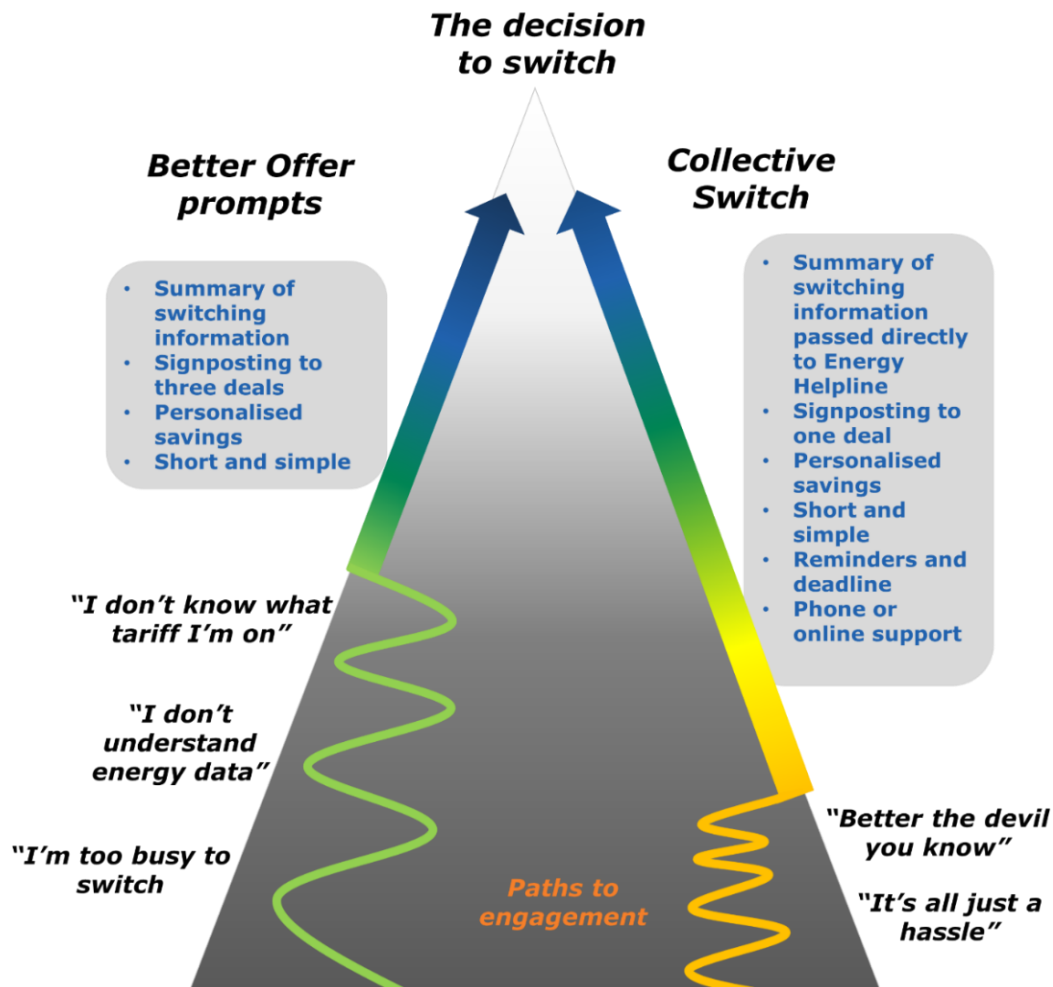 The decision
to switch
Better Offer
prompts
• Summary of
switching
information
• Signposting to
three deals
• Personalised
savings
• Short and simple
Collective
Switch
• Summary of
switching
information
passed directly
to Energy
Helpline
• Signposting to
one deal
• Personalised
savings
• Short and
simple
• Reminders and
deadline
• Phone or
online support
“I don’t know what
tariff I’m on”
“I don’t
understand
energy data”
“I’m too busy to
switch
Paths to
engagement
“Better the devil
you know”
“It’s all just a
hassle”